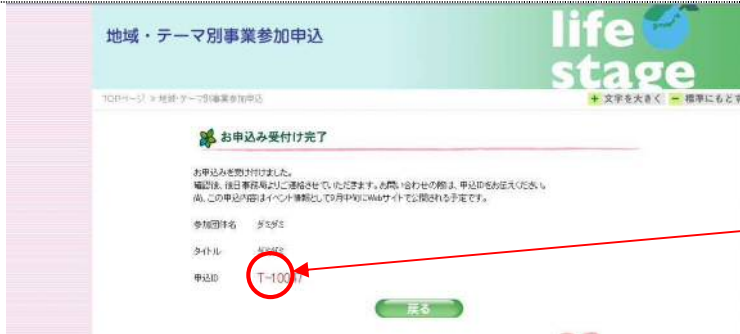 地域・テーマ別事業参加申込
life
stage
TOPページ > 地域・テーマ別事業参加申込
+ 文字を大きく - 標準にもどす
お申込み受付け完了
お申込みを受け付けました。
確認後、後日事務局よりご連絡させていただきます。お問い合わせの際は、申込IDをお伝えください。
尚、この申込内容はイベント情報として9月中旬にWebサイトで公開される予定です。
参加団体名 ダミダミ
タイトル
申込ID
戻る